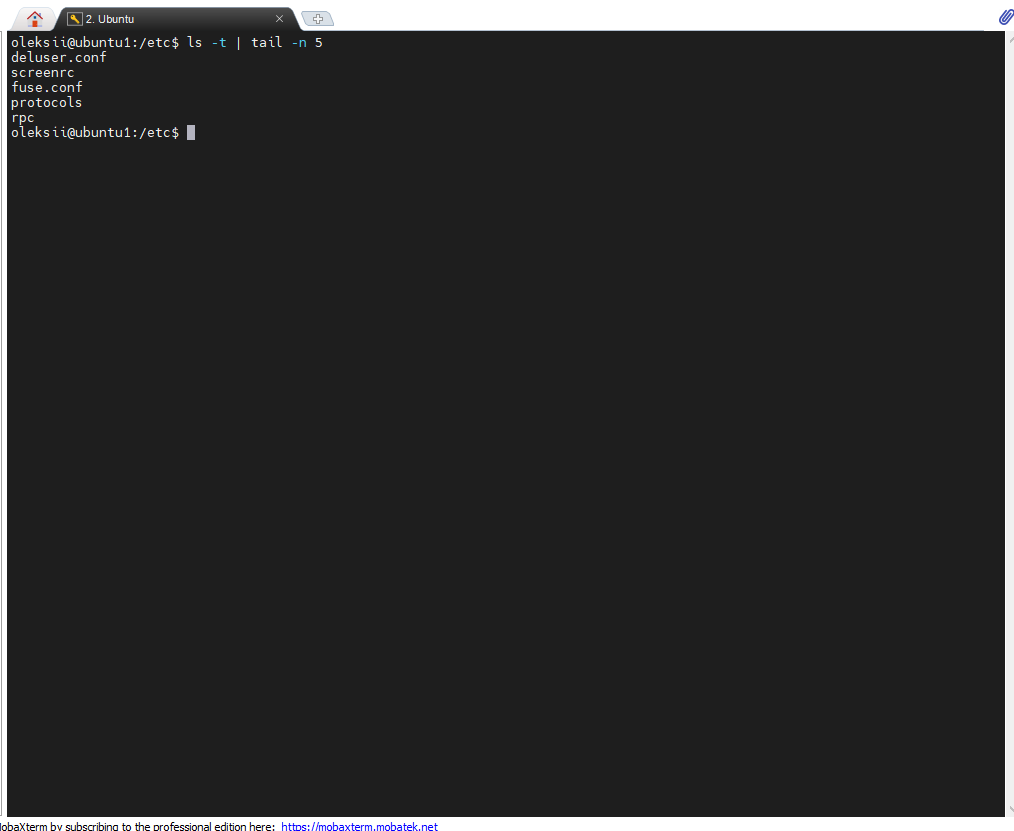 2. Ubuntu
oleksii@ubuntu1:/etc$ ls -t | tail -n 5
deluser.conf
screenrc
fuse.conf
protocols
rpc
oleksii@ubuntu1:/etc$
obaXterm by subscribing to the professional edition here: https://mobaxterm.mobatek.net